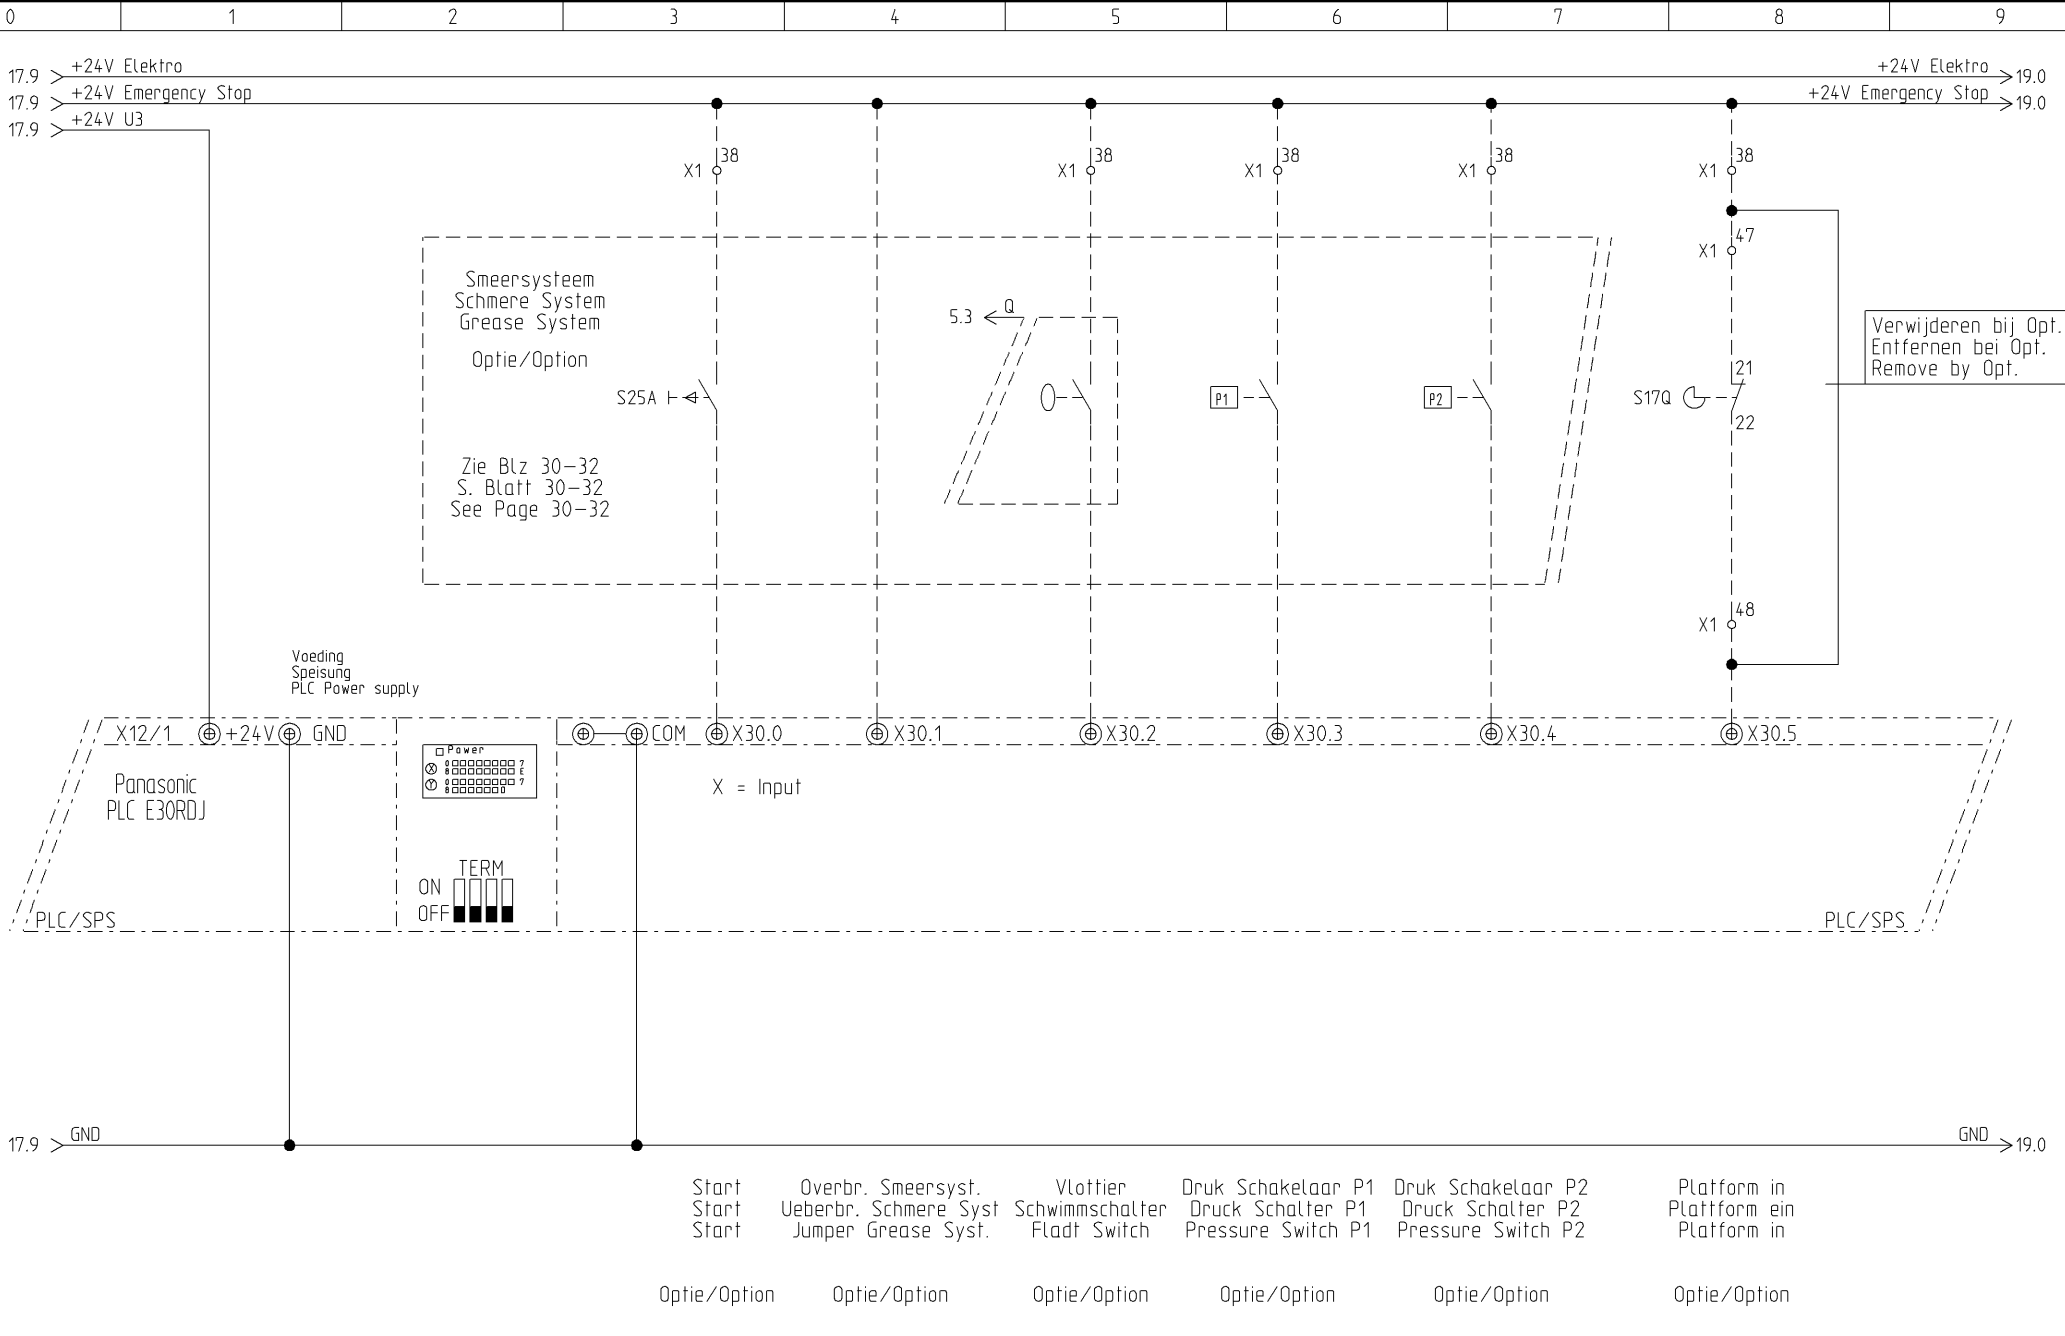 0 1 2 3 4 5 6 7 8 9
17.9 +24V Elektro +24V Elektro 19.0
17.9 +24V Emergency Stop +24V Emergency Stop 19.0
17.9 +24V U3
38 38 38 38 38
X1 X1 X1 X1 X1
47
X1
Smeersysteem
Schmere System
Grease System
Optie/Option
5.3 Q
Verwijderen bij Opt.
Entfernen bei Opt.
Remove by Opt.
S25A P1 P2 S17Q
21
22
Zie Blz 30-32
S. Blatt 30-32
See Page 30-32
48
X1
Voeding
Speisung
PLC Power supply
X12/1 +24V GND COM X30.0 X30.1 X30.2 X30.3 X30.4 X30.5
Power
X 0 7
8 E
Y 0 7
8 D
Panasonic
PLC E30RDJ
X = Input
TERM
ON
OFF
PLC/SPS PLC/SPS
17.9 GND GND 19.0
Start Overbr. Smeersyst. Vlottier Druk Schakelaar P1 Druk Schakelaar P2 Platform in
Start Ueberbr. Schmere Syst Schwimmschalter Druck Schalter P1 Druck Schalter P2 Plattform ein
Start Jumper Grease Syst. Fladt Switch Pressure Switch P1 Pressure Switch P2 Platform in
Optie/Option Optie/Option Optie/Option Optie/Option Optie/Option Optie/Option